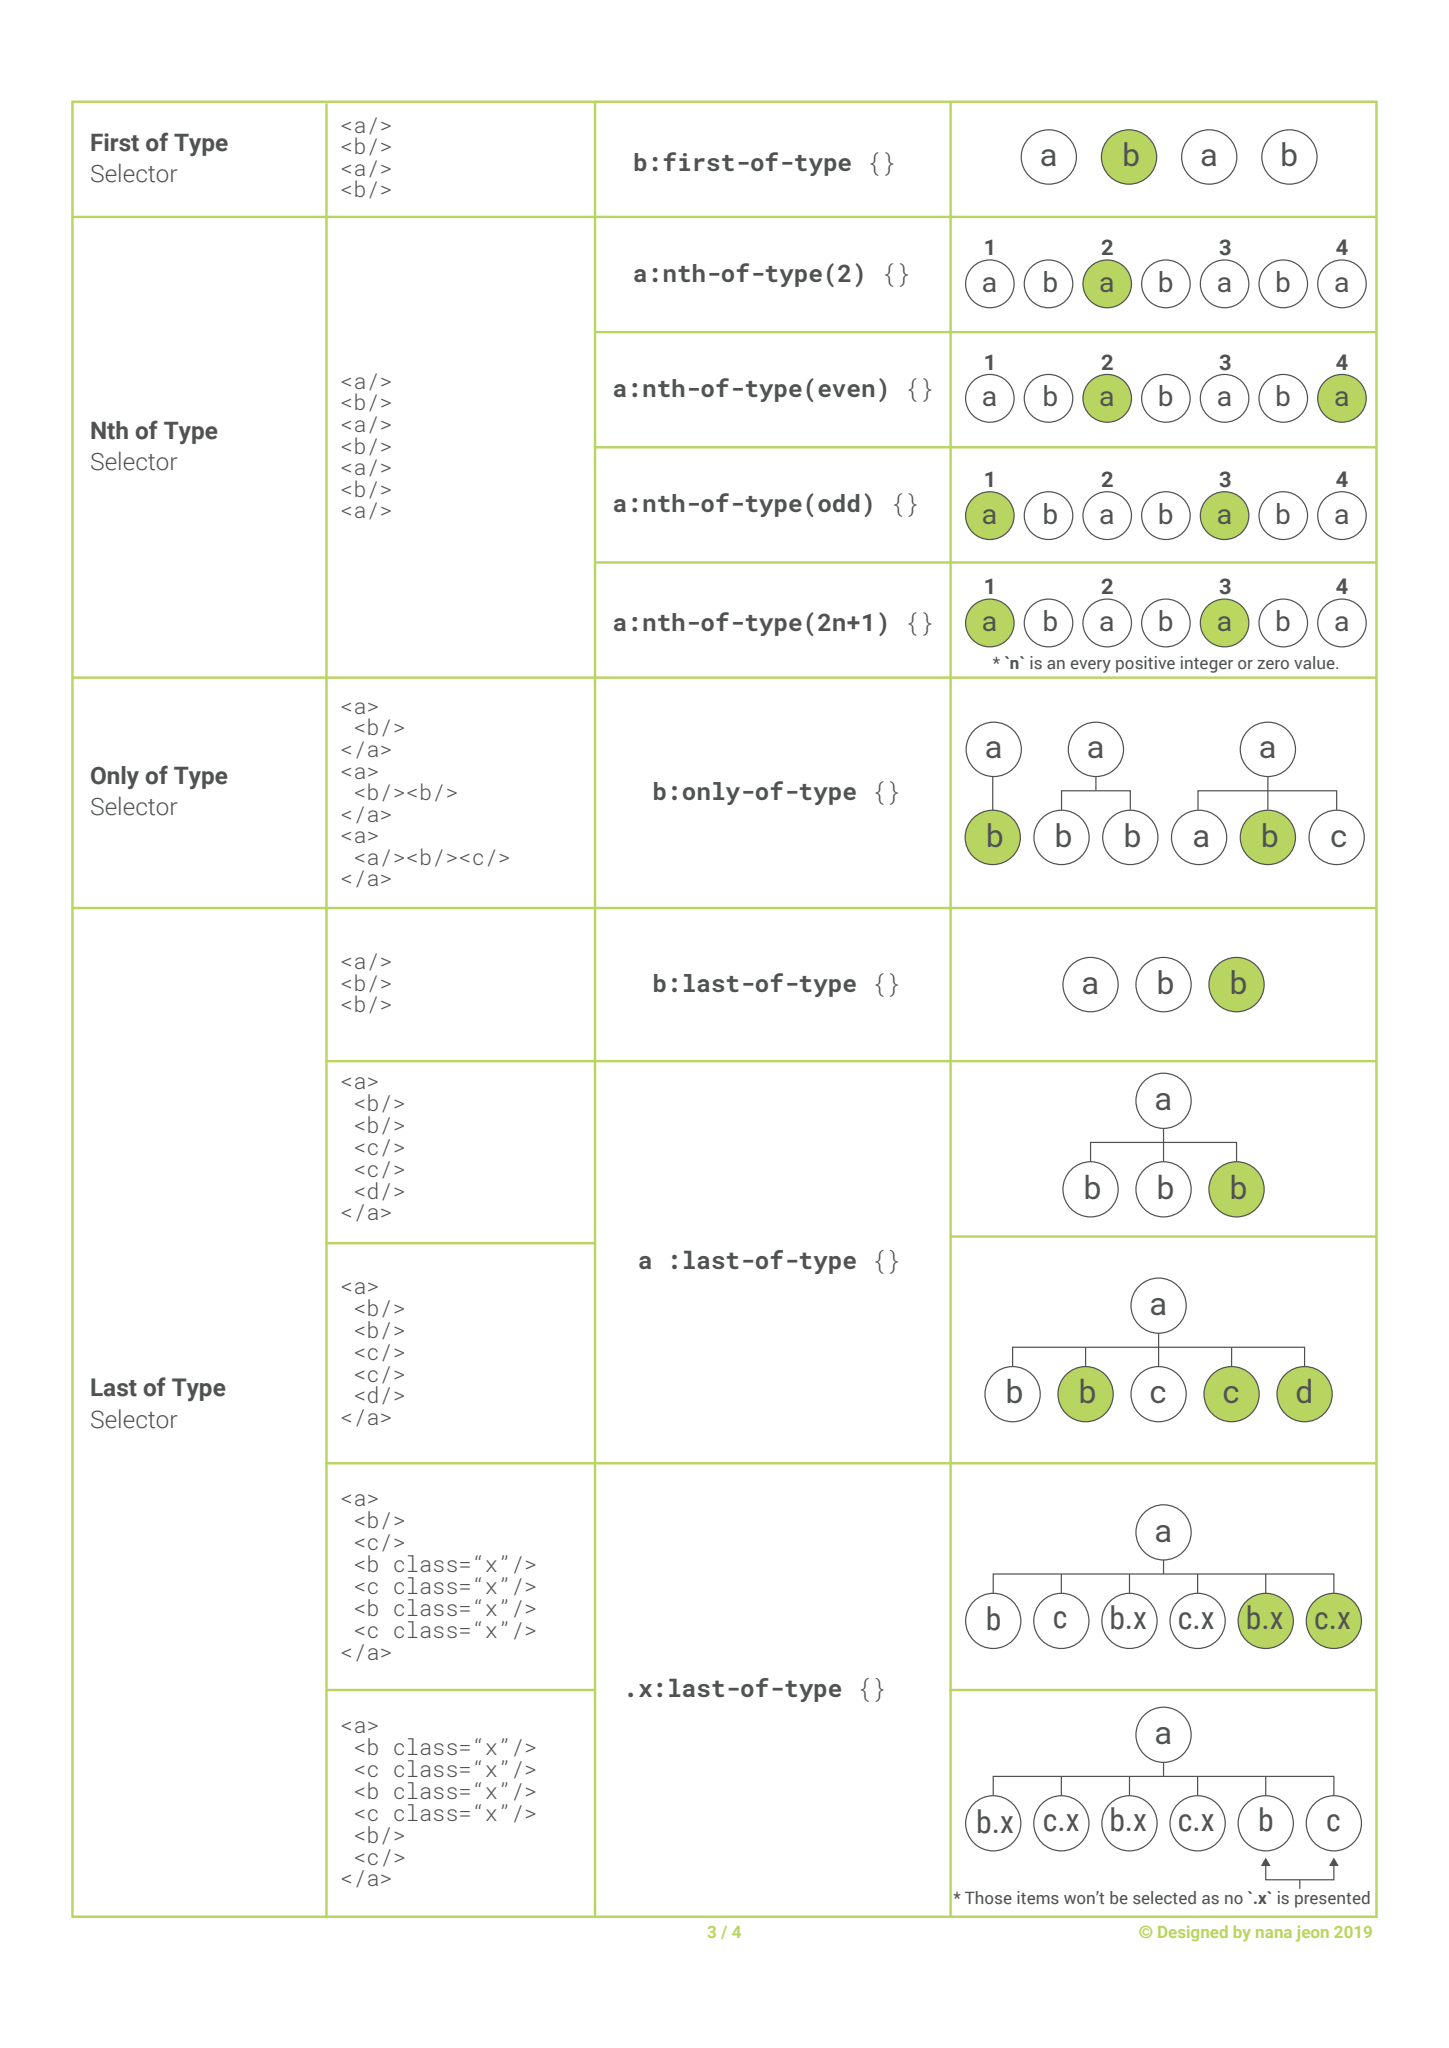 First of Type
Selector
<a/>
<b/>
<a/>
<b/>
b:first-of-type {}
a b a b
Nth of Type
Selector
<a/>
<b/>
<a/>
<b/>
<a/>
<b/>
<a/>
a:nth-of-type(2) {}
1 2 3 4
a b a b a b a
a:nth-of-type(even) {}
1 2 3 4
a b a b a b a
a:nth-of-type(odd) {}
1 2 3 4
a b a b a b a
a:nth-of-type(2n+1) {}
1 2 3 4
a b a b a b a
* `n` is an every positive integer or zero value.
Only of Type
Selector
<a>
<b/>
</a>
<a>
<b/><b/>
</a>
<a>
<a/><b/><c/>
</a>
b:only-of-type {}
a a a
b b b a b c
Last of Type
Selector
<a/>
<b/>
<b/>
b:last-of-type {}
a b b
<a>
<b/>
<b/>
<c/>
<c/>
<d/>
</a>
a :last-of-type {}
a
b b b
<a>
<b/>
<b/>
<c/>
<c/>
<d/>
</a>
a
b b c c d
<a>
<b/>
<c/>
<b class="x"/>
<c class="x"/>
<b class="x"/>
<c class="x"/>
</a>
.x:last-of-type {}
a
b c b.x c.x b.x c.x
<a>
<b class="x"/>
<c class="x"/>
<b class="x"/>
<c class="x"/>
<b/>
<c/>
</a>
a
b.x c.x b.x c.x b c
* Those items won't be selected as no `.x` is presented
3 / 4
© Designed by nana jeon 2019